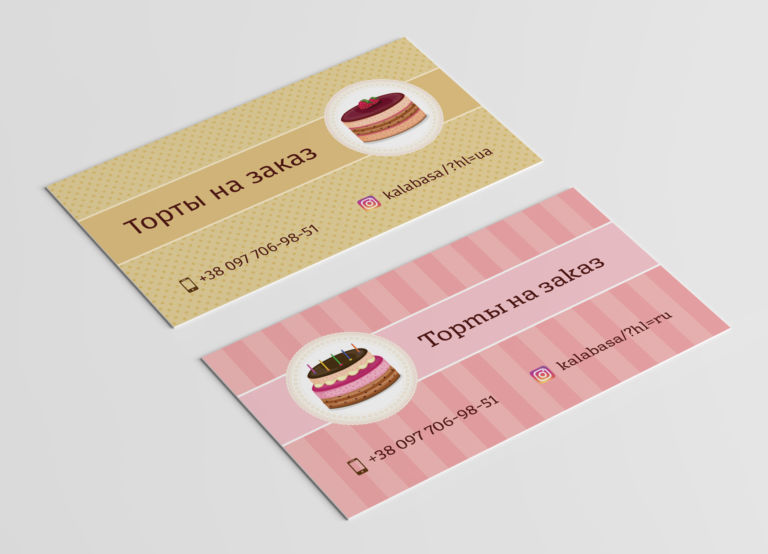 Торты на заказ
+38 097 706-98-51
kalabasa/?hl=ua
Торты на заказ
+38 097 706-98-51
kalabasa/?hl=ru